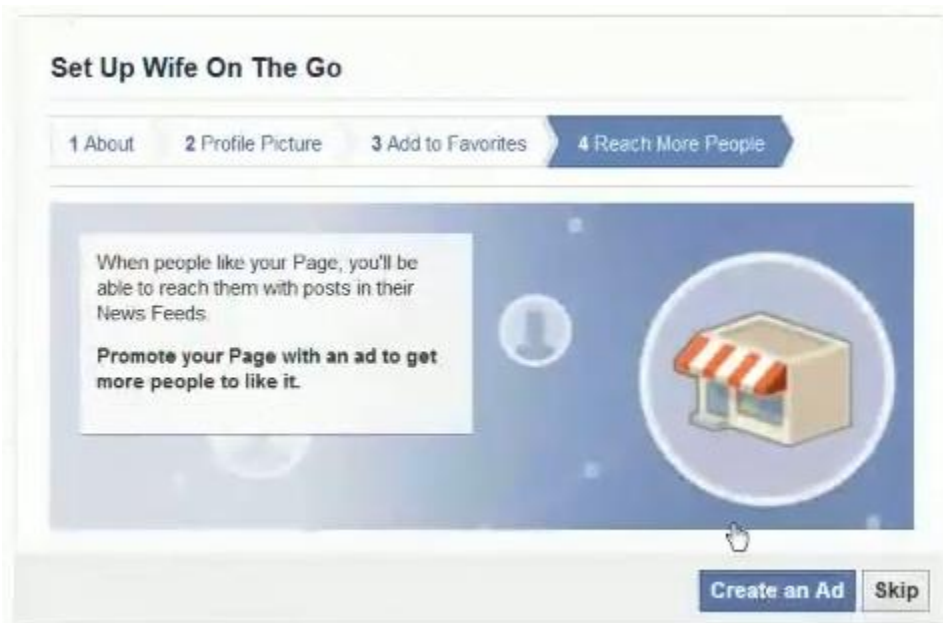 Set Up Wife On The Go
1 About 2 Profile Picture 3 Add to Favorites 4 Reach More People
When people like your Page, you'll be
able to reach them with posts in their
News Feeds.
Promote your Page with an ad to get
more people to like it.
Create an Ad Skip